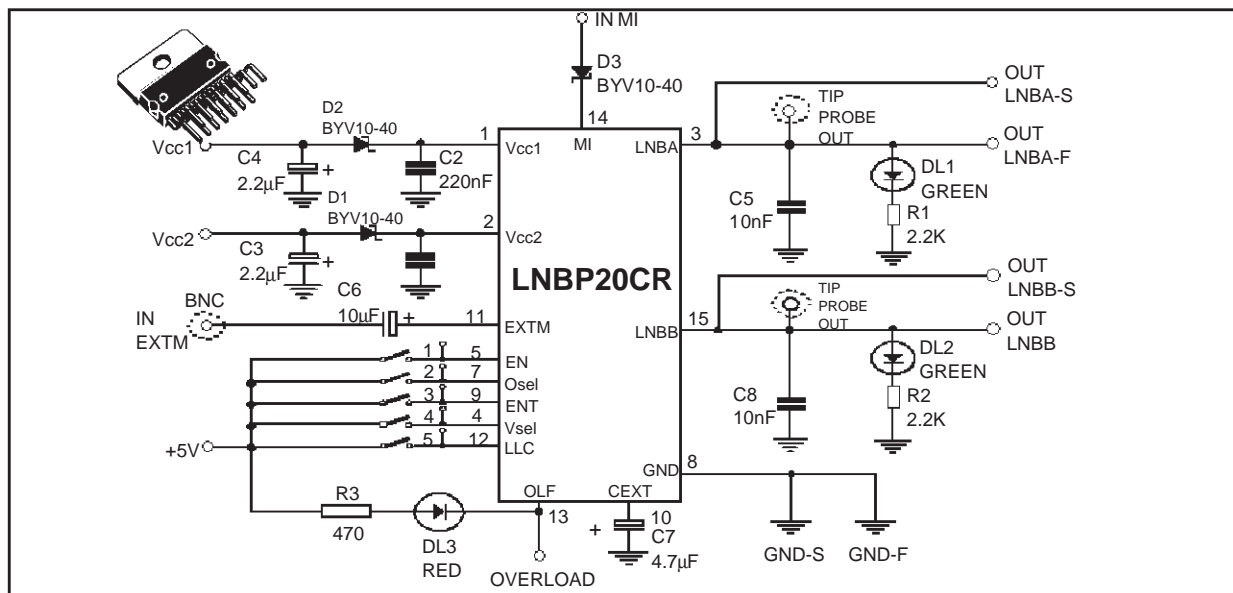 IN MI
D3
BYV10-40
14
MI
D2
BYV10-40
Vcc1
C4
2.2µF
+
C2
220nF
1
Vcc1
D1
BYV10-40
Vcc2
C3
2.2µF
+
2
Vcc2
LNBP20CR
C6
10µF
+
BNC
IN
EXTM
11
EXTM
1
5
EN
2
7
Osel
3
9
ENT
4
4
Vsel
5
12
LLC
+5V
R3
470
DL3
RED
OLF
13
OVERLOAD
CEXT
+
10
C7
4.7µF
3
LNBA
TIP
PROBE
OUT
OUT
LNBA-S
OUT
LNBA-F
C5
10nF
DL1
GREEN
R1
2.2K
15
LNBB
TIP
PROBE
OUT
OUT
LNBB-S
OUT
LNBB
C8
10nF
DL2
GREEN
R2
2.2K
GND
8
GND-S
GND-F